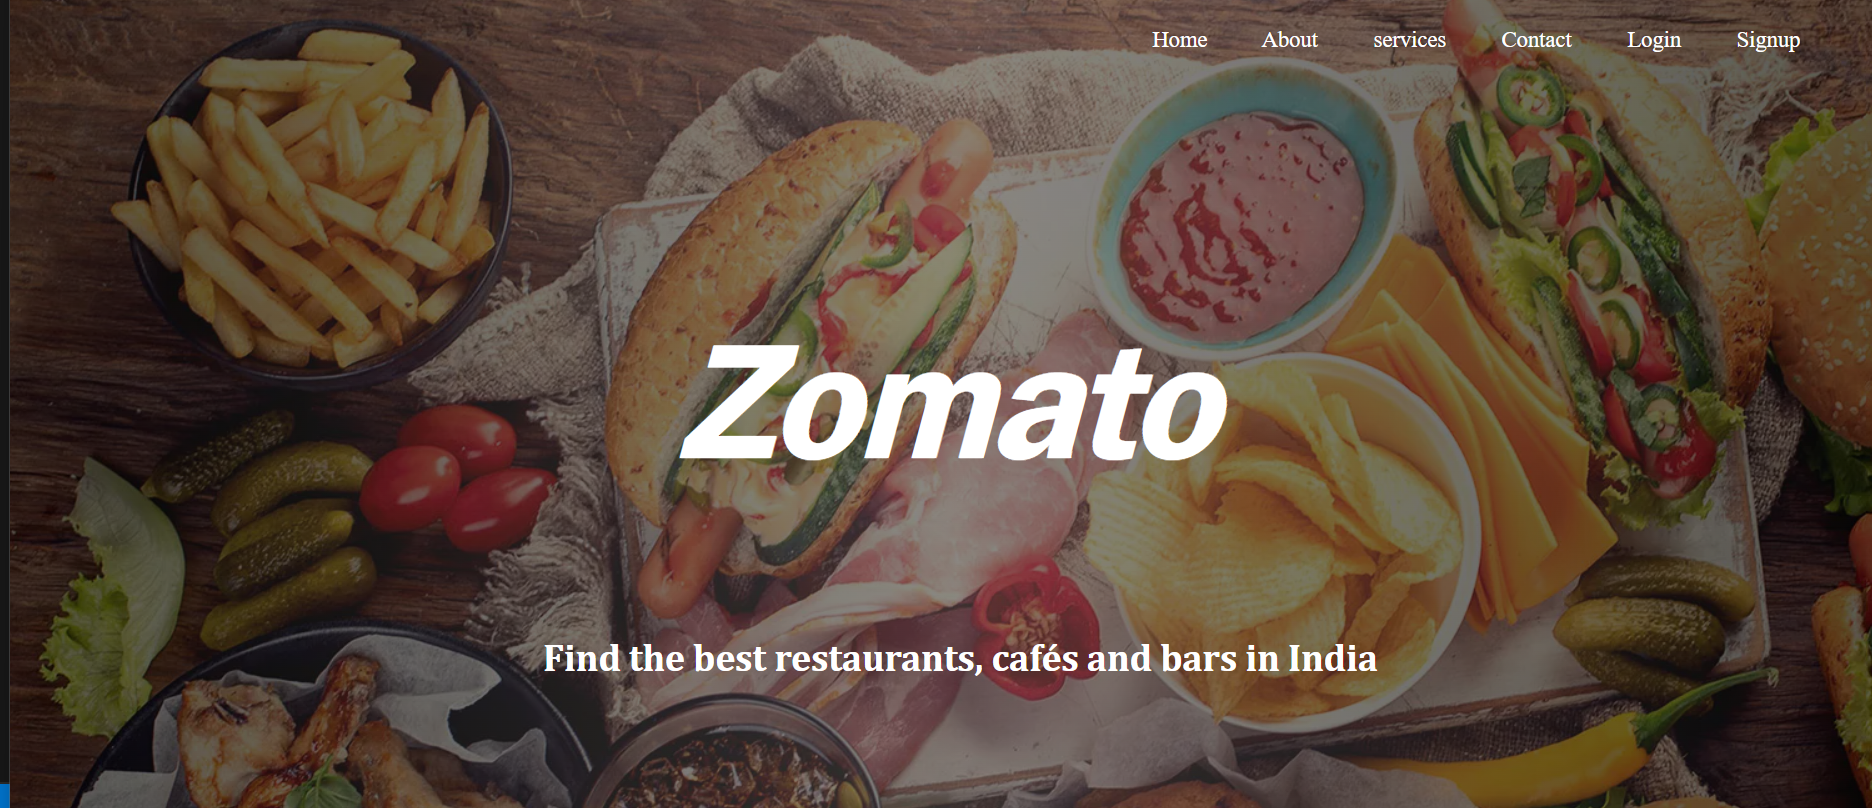 Home About services Contact Login Signup
Zomato
Find the best restaurants, cafés and bars in India